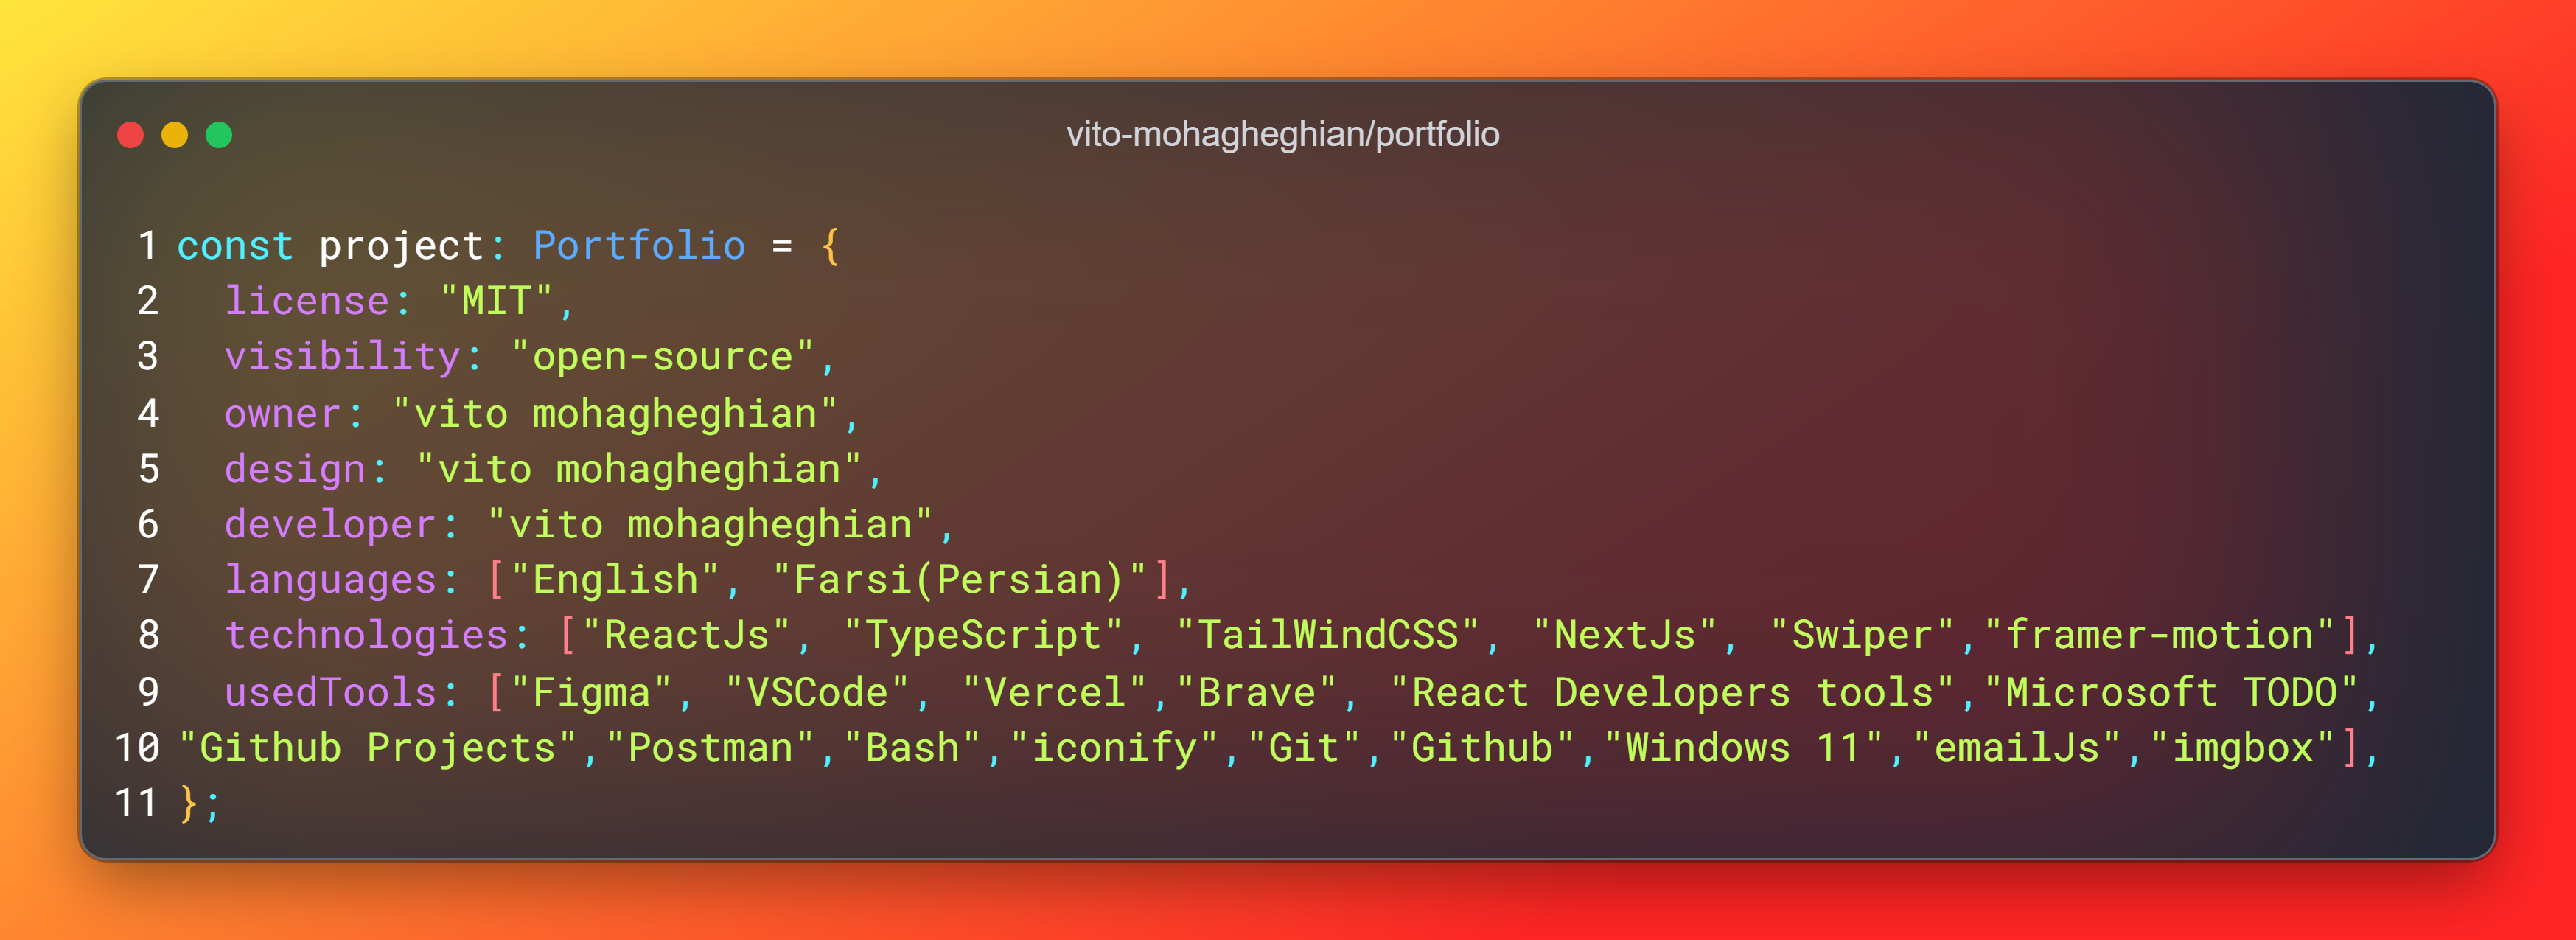 vito-mohagheghian/portfolio
1 const project: Portfolio = {
2   license: "MIT",
3   visibility: "open-source",
4   owner: "vito mohagheghian",
5   design: "vito mohagheghian",
6   developer: "vito mohagheghian",
7   languages: ["English", "Farsi(Persian)"],
8   technologies: ["ReactJs", "TypeScript", "TailWindCSS", "NextJs", "Swiper","framer-motion"],
9   usedTools: ["Figma", "VSCode", "Vercel","Brave", "React Developers tools","Microsoft TODO",
10 "Github Projects","Postman","Bash","iconify","Git","Github","Windows 11","emailJs","imgbox"],
11 };